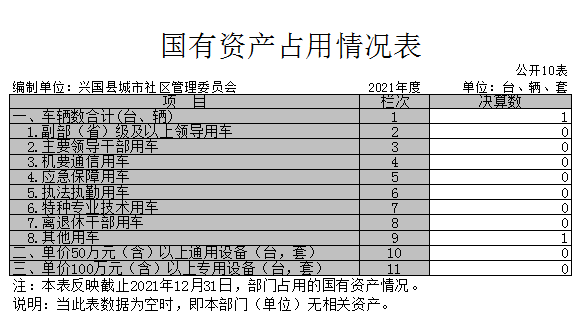 国有资产占用情况表
公开10表
编制单位：兴国县城市社区管理委员会 2021年度 单位：台、辆、套
项 目 栏次 决算数
一、车辆数合计(台、辆) 1 1
1.副部（省）级及以上领导用车 2 0
2.主要领导干部用车 3 0
3.机要通信用车 4 0
4.应急保障用车 5 0
5.执法执勤用车 6 0
6.特种专业技术用车 7 0
7.离退休干部用车 8 0
8.其他用车 9 1
二、单价50万元（含）以上通用设备（台，套） 10 0
三、单价100万元（含）以上专用设备（台，套） 11 0
注：本表反映截止2021年12月31日，部门占用的国有资产情况。
说明：当此表数据为空时，即本部门（单位）无相关资产。